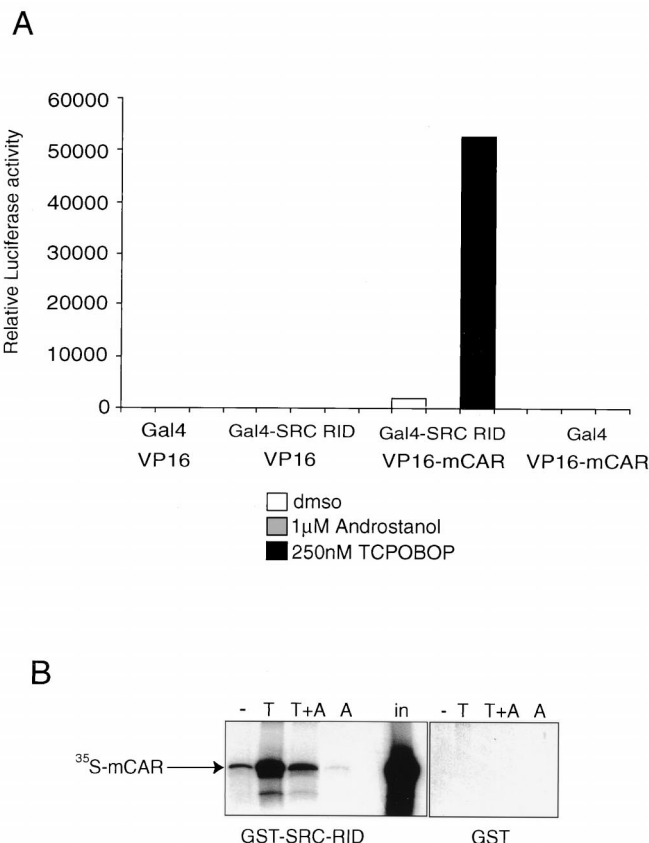 A
Relative Luciferase activity
60000
50000
40000
30000
20000
10000
0
Gal4 Gal4-SRC RID Gal4-SRC RID Gal4
VP16 VP16 VP16-mCAR VP16-mCAR
dmso
1μM Androstanol
250nM TCPOBOP
B
- T T+A A in - T T+A A
35S-mCAR
GST-SRC-RID GST